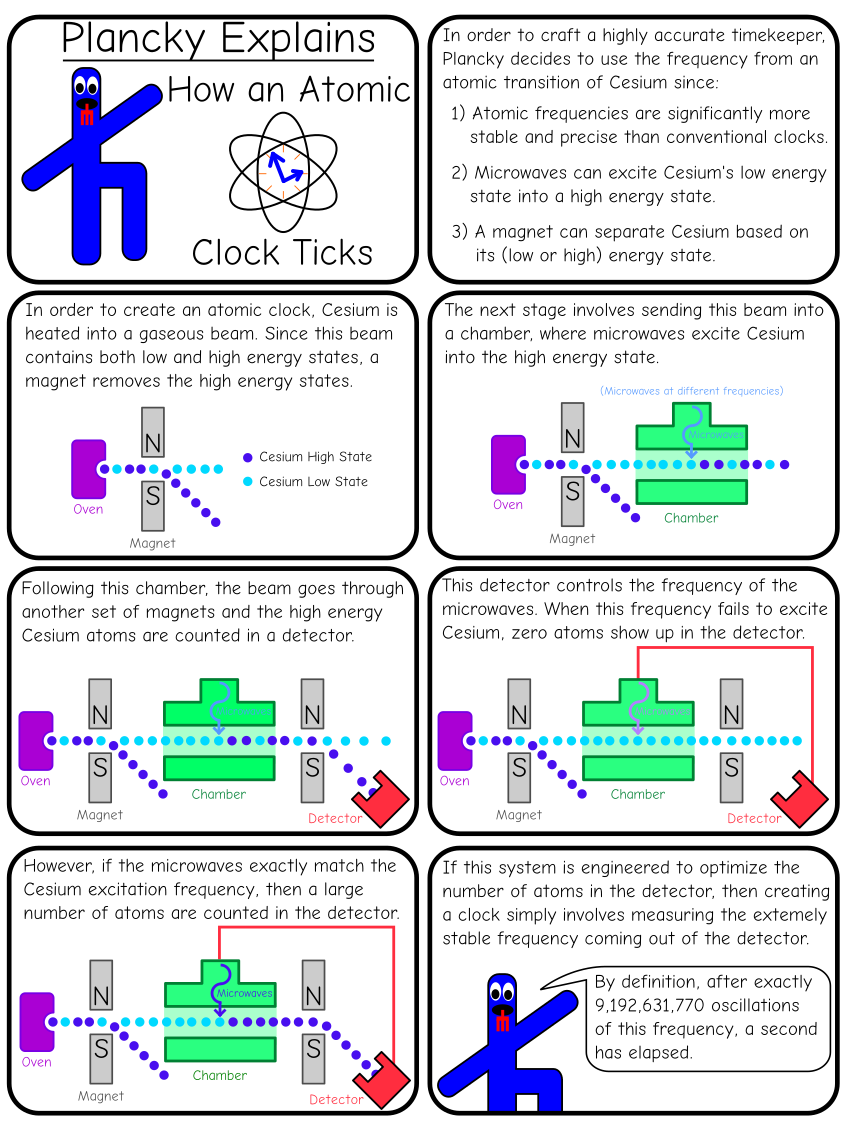 Plancky Explains
How an Atomic
Clock Ticks
In order to craft a highly accurate timekeeper,
Plancky decides to use the frequency from an
atomic transition of Cesium since:
1) Atomic frequencies are significantly more
stable and precise than conventional clocks.
2) Microwaves can excite Cesium's low energy
state into a high energy state.
3) A magnet can separate Cesium based on
its (low or high) energy state.
In order to create an atomic clock, Cesium is
heated into a gaseous beam. Since this beam
contains both low and high energy states, a
magnet removes the high energy states.
N
S
Oven
Magnet
Cesium High State
Cesium Low State
The next stage involves sending this beam into
a chamber, where microwaves excite Cesium
into the high energy state.
(Microwaves at different frequencies)
Microwaves
N
S
Oven
Chamber
Magnet
Following this chamber, the beam goes through
another set of magnets and the high energy
Cesium atoms are counted in a detector.
N
Microwaves
N
S
S
Oven
Chamber
Magnet
Detector
This detector controls the frequency of the
microwaves. When this frequency fails to excite
Cesium, zero atoms show up in the detector.
N
Microwaves
N
S
S
Oven
Chamber
Magnet
Detector
However, if the microwaves exactly match the
Cesium excitation frequency, then a large
number of atoms are counted in the detector.
N
Microwaves
N
S
S
Oven
Chamber
Magnet
Detector
If this system is engineered to optimize the
number of atoms in the detector, then creating
a clock simply involves measuring the extemely
stable frequency coming out of the detector.
By definition, after exactly
9,192,631,770 oscillations
of this frequency, a second
has elapsed.